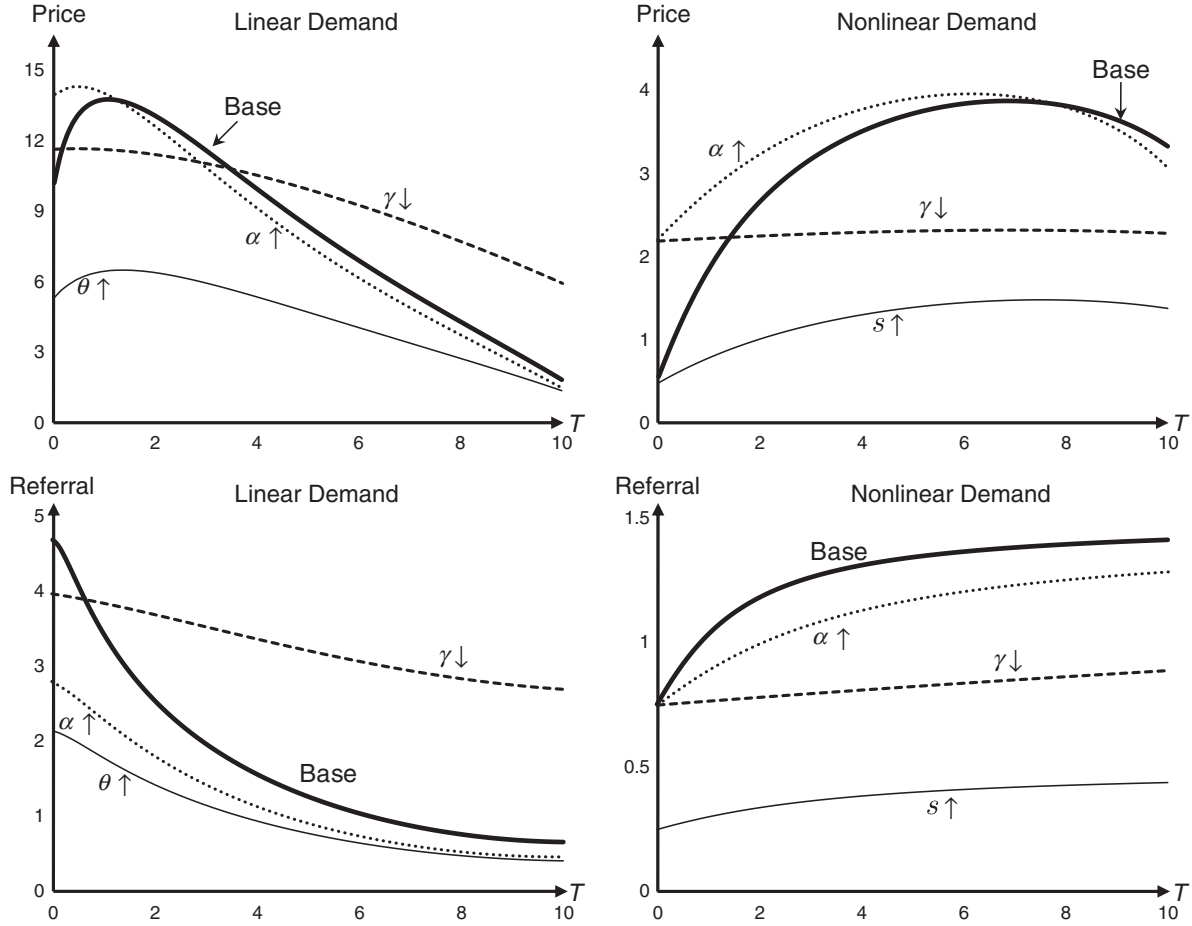 Price
Linear Demand
15
12
9
6
3
0
Base
γ↓
α↑
θ↑
0 2 4 6 8 10
T
Price
Nonlinear Demand
4
3
2
1
0
Base
α↑
γ↓
s↑
0 2 4 6 8 10
T
Referral
Linear Demand
5
4
3
2
1
0
γ↓
α↑
θ↑
Base
0 2 4 6 8 10
T
Referral
Nonlinear Demand
1.5
1
0.5
0
Base
α↑
γ↓
s↑
0 2 4 6 8 10
T